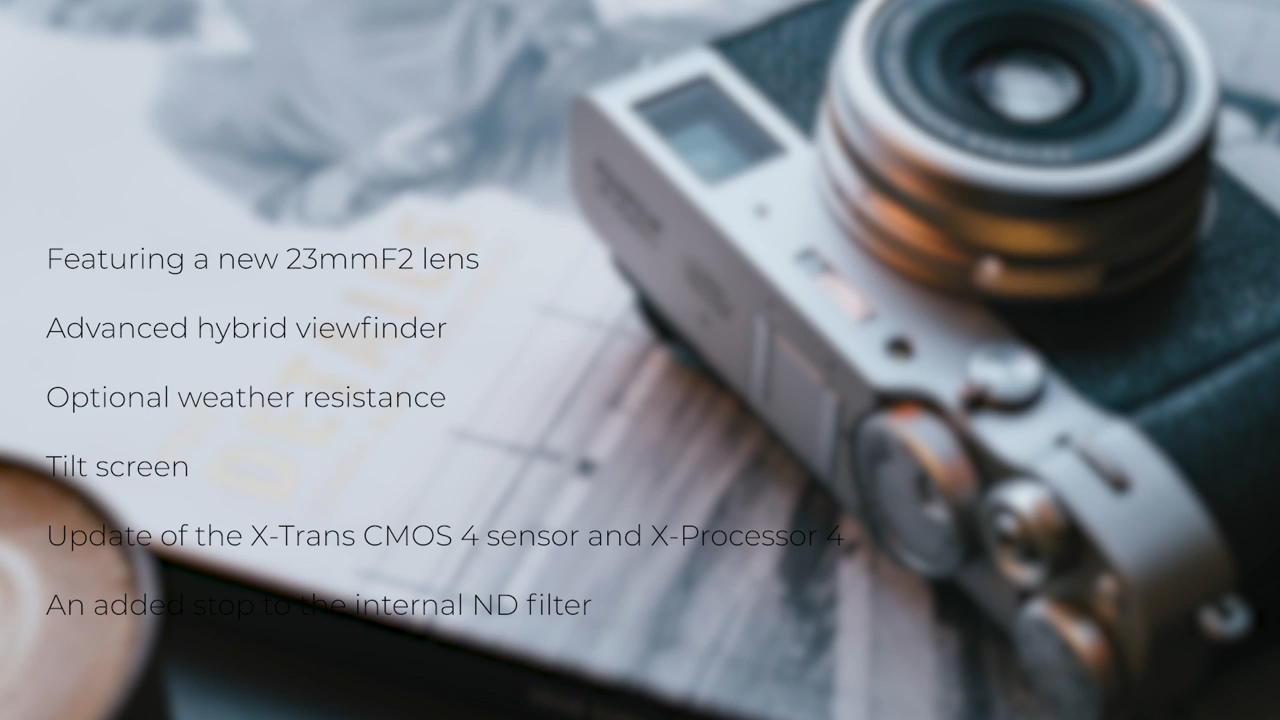 Featuring a new 23mmF2 lens
Advanced hybrid viewfinder
Optional weather resistance
Tilt screen
Update of the X-Trans CMOS 4 sensor and X-Processor 4
An added stop to the internal ND filter
DETAILS